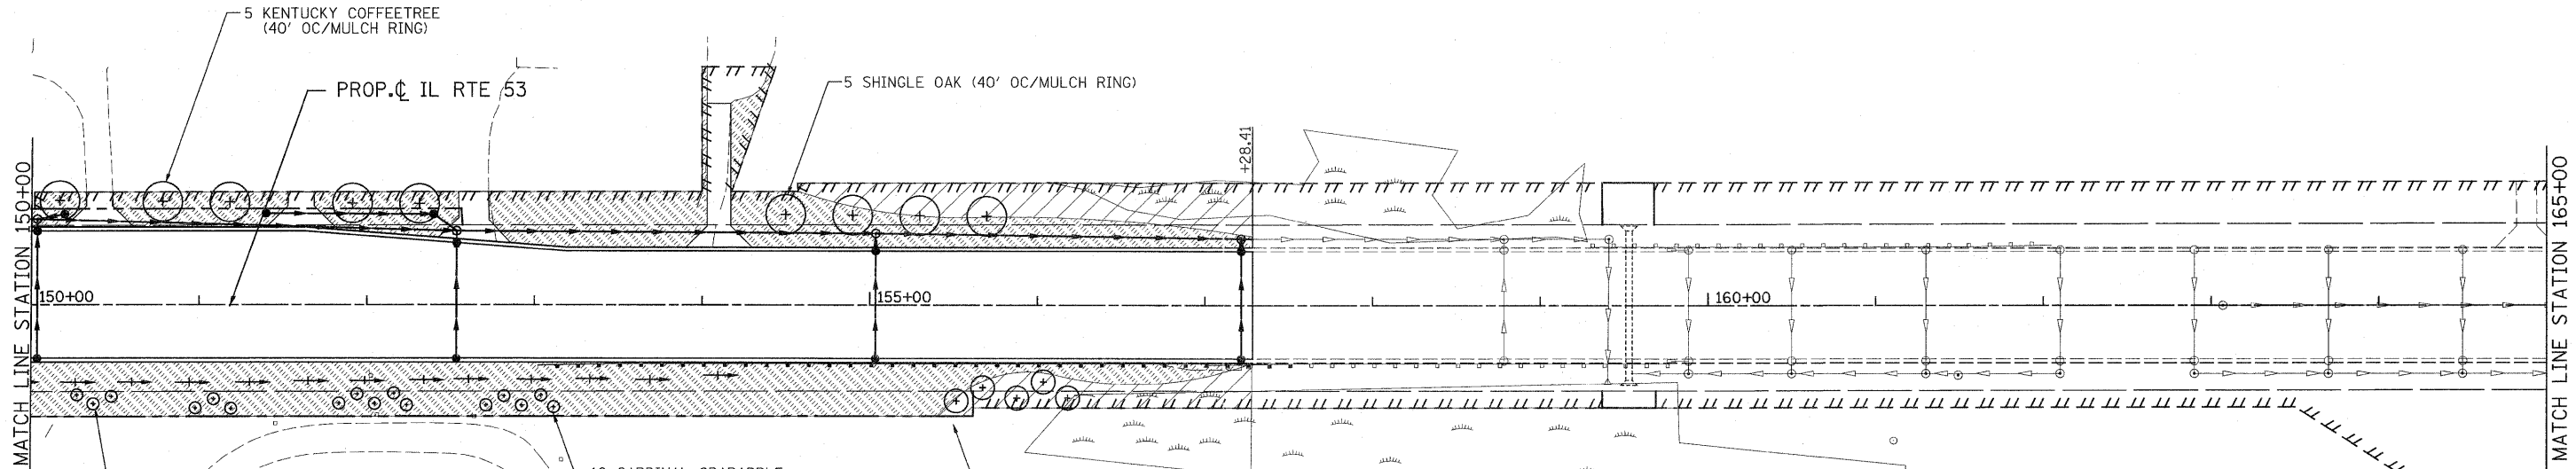 5 KENTUCKY COFFEETREE
(40' OC/MULCH RING)
PROP.℄ IL RTE 53
5 SHINGLE OAK (40' OC/MULCH RING)
+28.41
MATCH LINE STATION 150+00
150+00
155+00
160+00
MATCH LINE STATION 165+00